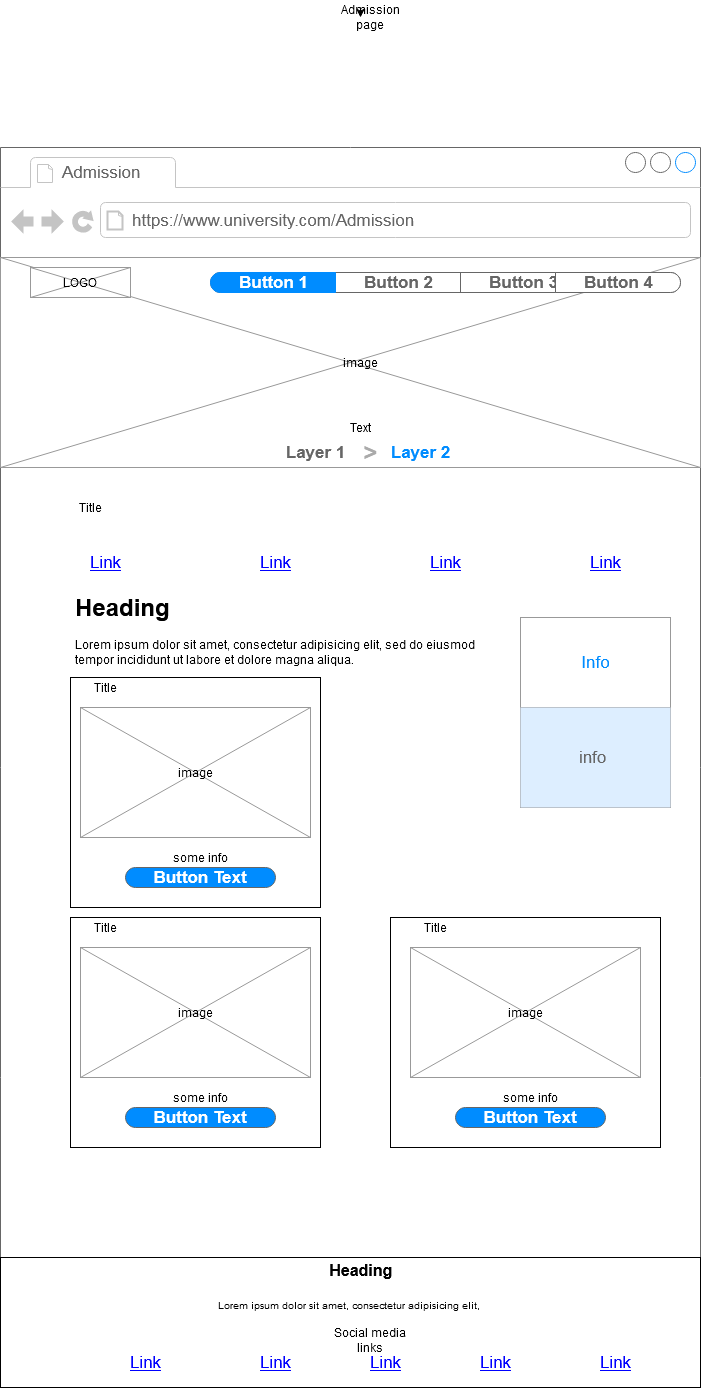 Admission
page
Admission
https://www.university.com/Admission
LOGO
Button 1
Button 2
Button 3
Button 4
image
Text
Layer 1 > Layer 2
Title
Link
Link
Link
Link
Heading
Lorem ipsum dolor sit amet, consectetur adipisicing elit, sed do eiusmod
tempor incididunt ut labore et dolore magna aliqua.
Info
info
Title
image
some info
Button Text
Title
image
some info
Button Text
Title
image
some info
Button Text
Heading
Lorem ipsum dolor sit amet, consectetur adipisicing elit,
Social media
links
Link
Link
Link
Link
Link